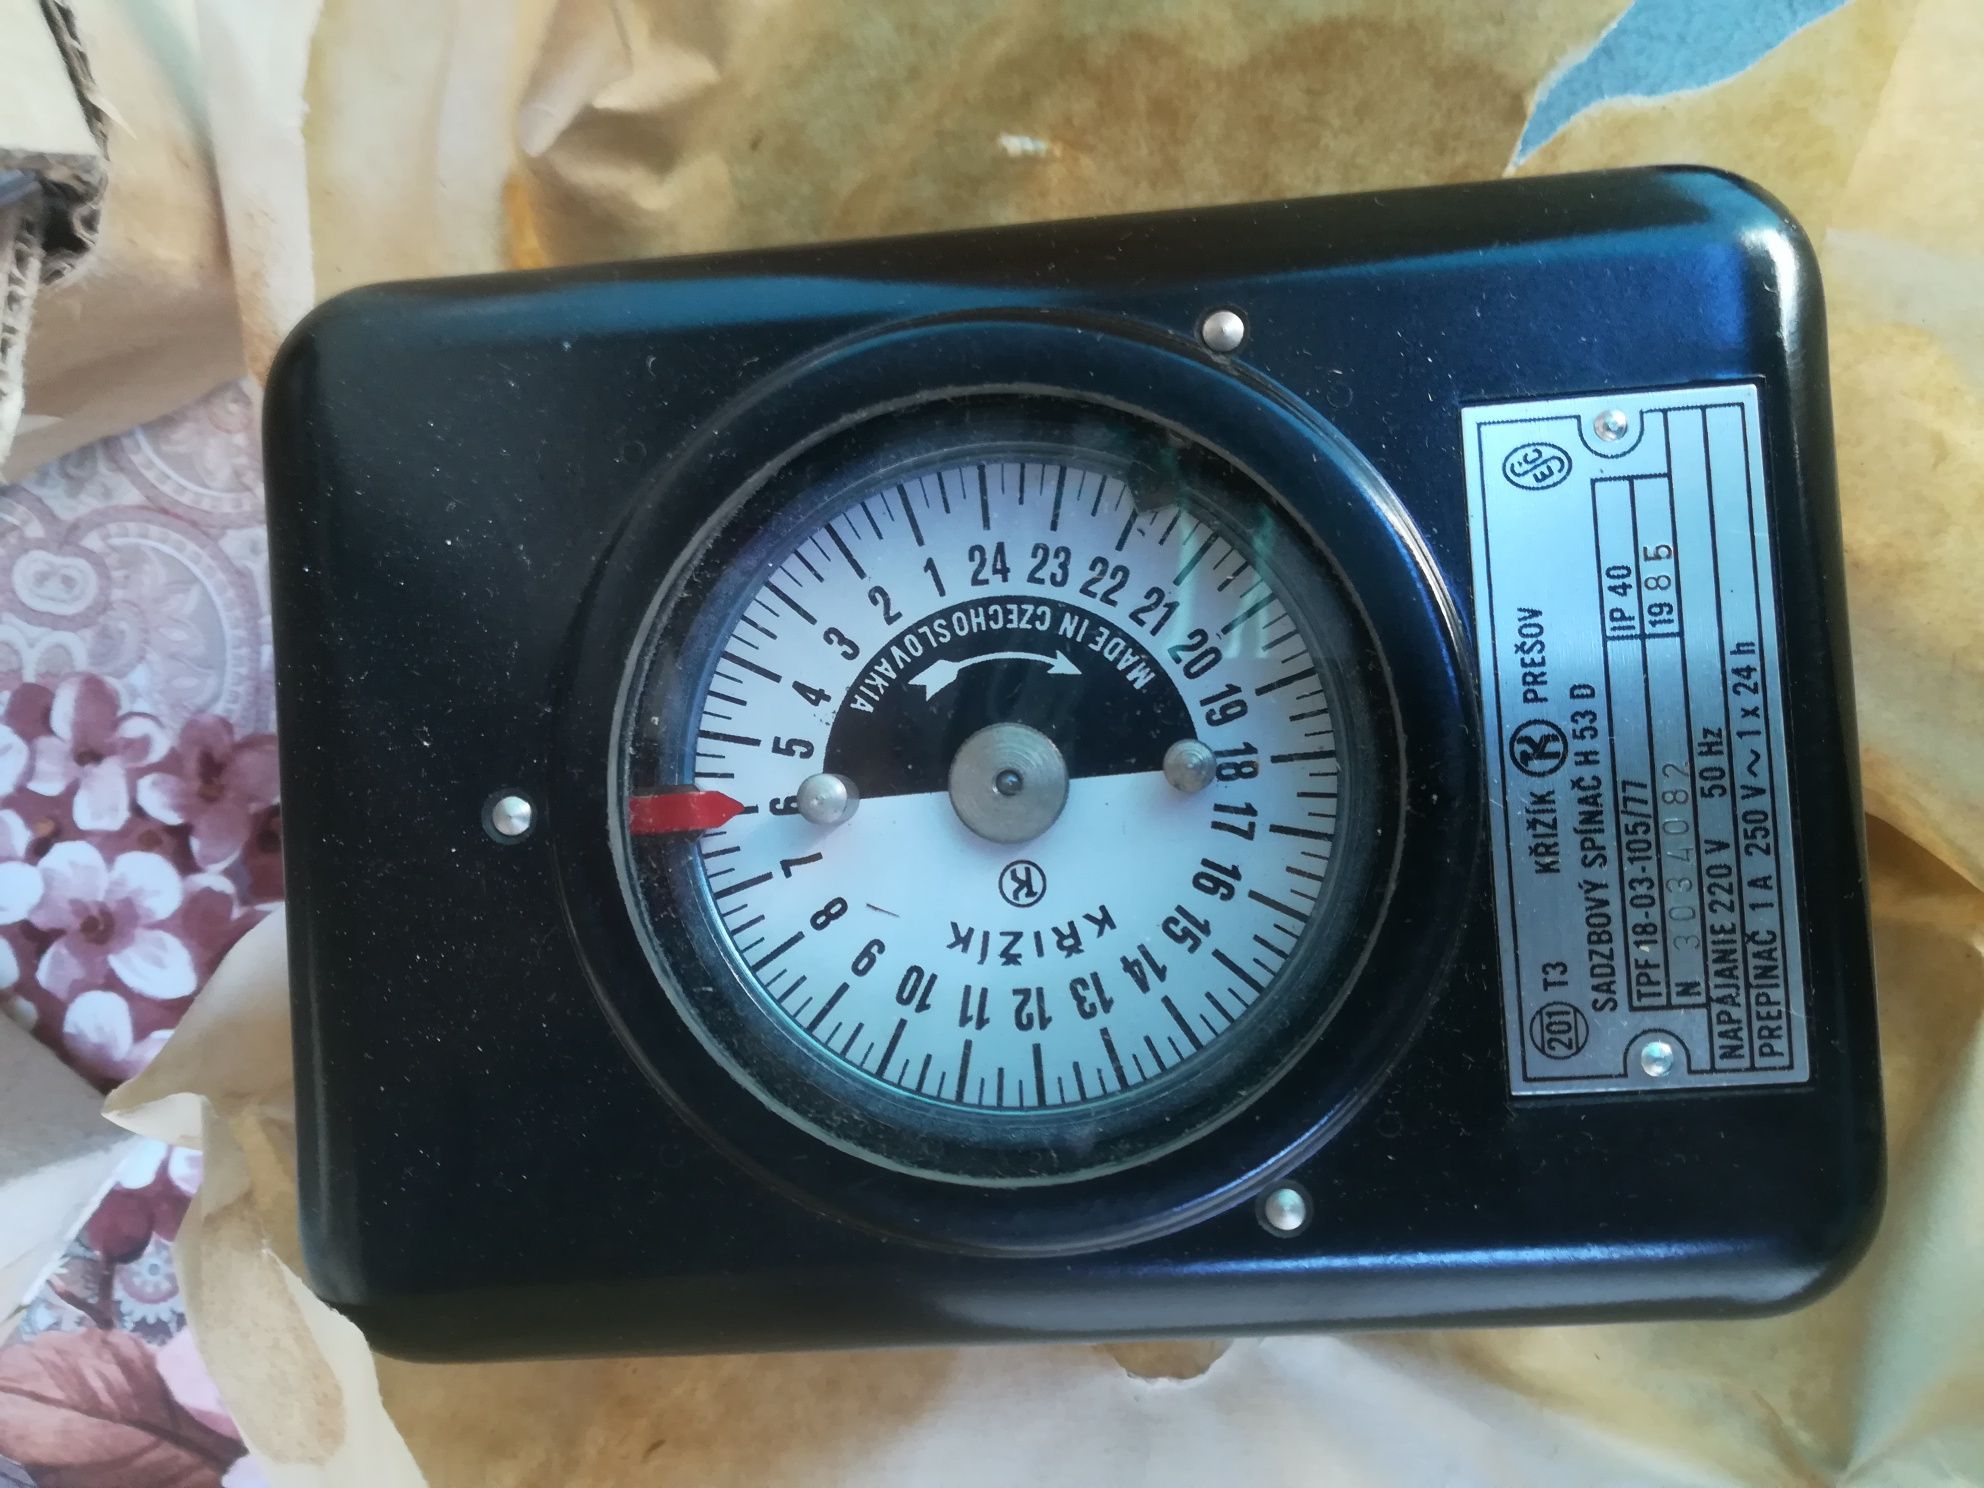 1 2 3 4 5 6 7 8 9 10 11 12 13 14 15 16 17 18 19 20 21 22 23 24
MADE IN CZECHOSLOVAKIA
K
KŘIŽÍK
ESČ
201 T3 KŘIŽÍK K PREŠOV
SADZBOVÝ SPÍNAČ H 53 D
TPF 18-03-105/77 IP 40
N 3034082 1985
NAPÁJANIE 220 V 50 Hz
PREPÍNAČ 1 A 250 V ~ 1 x 24 h